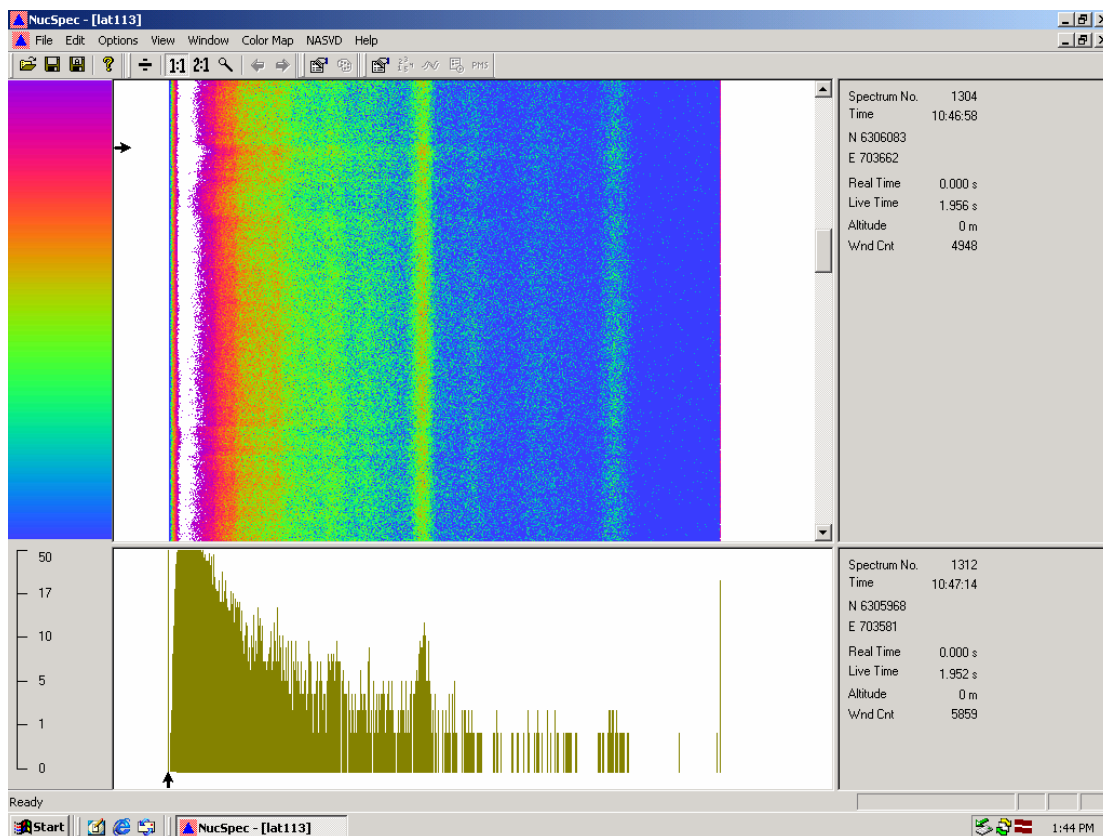 NucSpec - [lat113]
File Edit Options View Window Color Map NASVD Help
1:1 2:1 PMS
Spectrum No. 1304
Time 10:46:58
N 6306083
E 703662
Real Time 0.000 s
Live Time 1.956 s
Altitude 0 m
Wnd Cnt 4948
50
17
10
5
1
0
Spectrum No. 1312
Time 10:47:14
N 6305968
E 703581
Real Time 0.000 s
Live Time 1.952 s
Altitude 0 m
Wnd Cnt 5859
Ready
Start NucSpec - [lat113] 1:44 PM